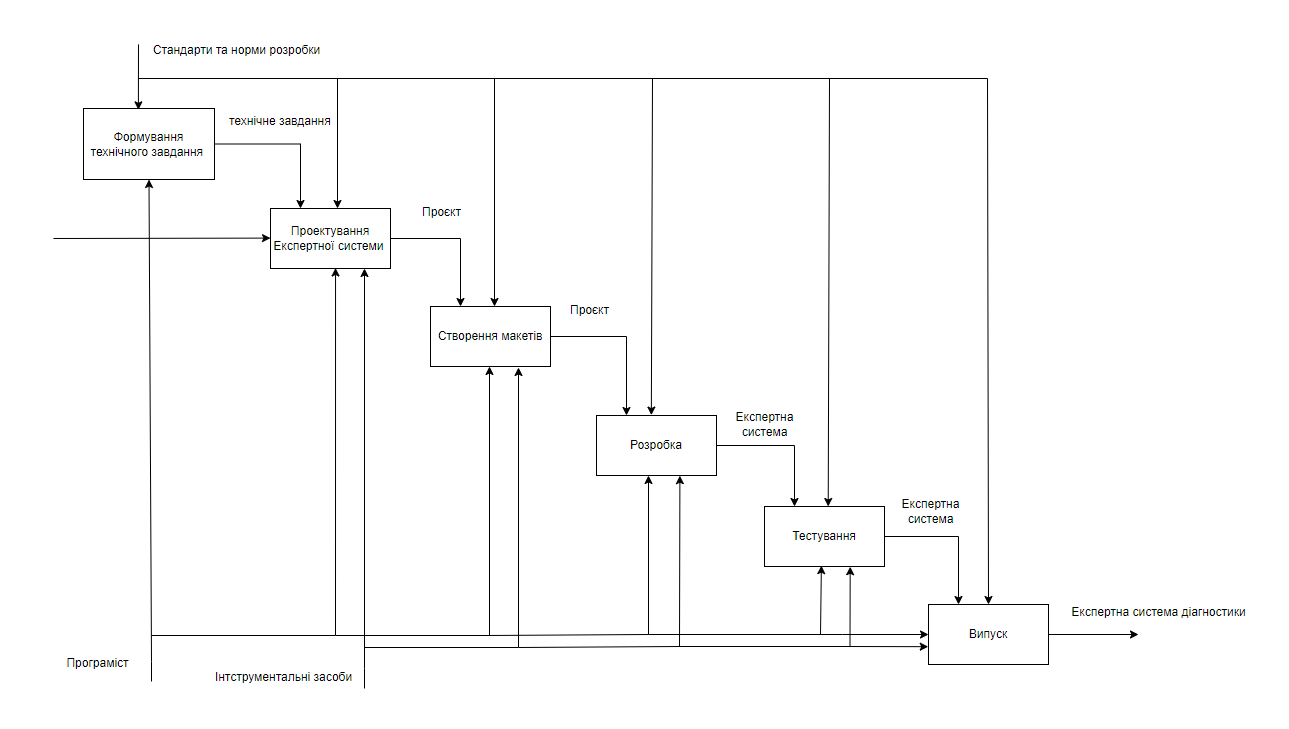 Стандарти та норми розробки
Формування
технічного завдання
технічне завдання
Проектування
Експертної системи
Проєкт
Створення макетів
Проєкт
Розробка
Експертна
система
Тестування
Експертна
система
Випуск
Експертна система діагностики
Програміст
Інтструментальні засоби